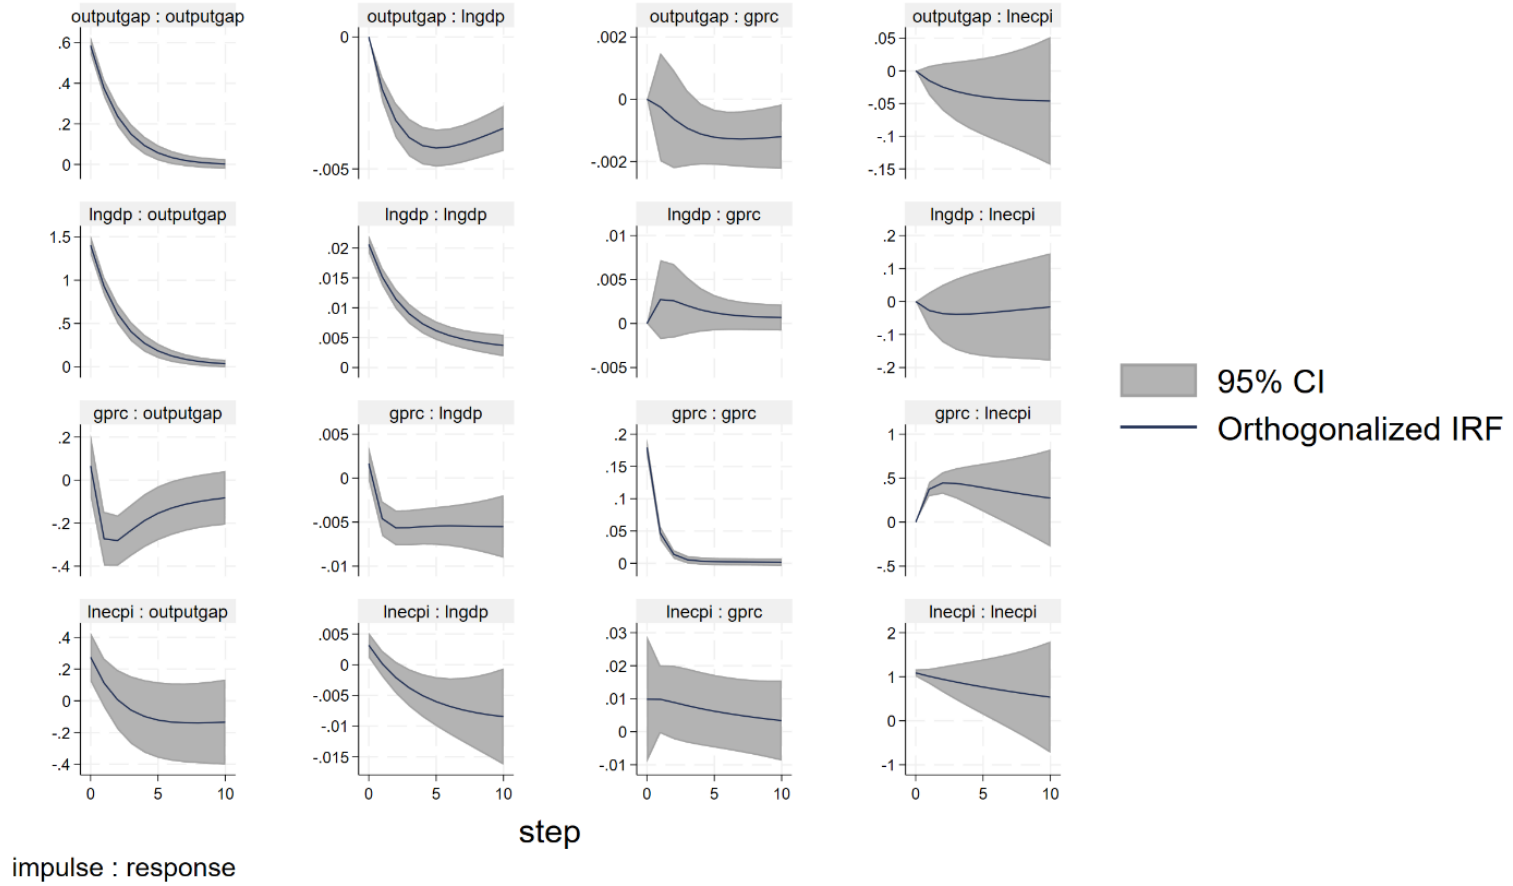 outputgap : outputgap
outputgap : lngdp
outputgap : gprc
outputgap : lnecpi
.6
.4
.2
0
0
-.005
.002
0
-.002
.05
0
-.05
-.1
-.15
lngdp : outputgap
lngdp : lngdp
lngdp : gprc
lngdp : lnecpi
1.5
1
.5
0
.02
.015
.01
.005
0
.01
.005
0
-.005
.2
.1
0
-.1
-.2
gprc : outputgap
gprc : lngdp
gprc : gprc
gprc : lnecpi
.2
0
-.2
-.4
.005
0
-.005
-.01
.2
.15
.1
.05
0
1
.5
0
-.5
lnecpi : outputgap
lnecpi : lngdp
lnecpi : gprc
lnecpi : lnecpi
.4
.2
0
-.2
-.4
.005
0
-.005
-.01
-.015
.03
.02
.01
0
-.01
2
1
0
-1
0 5 10
0 5 10
0 5 10
0 5 10
step
impulse : response
95% CI
Orthogonalized IRF